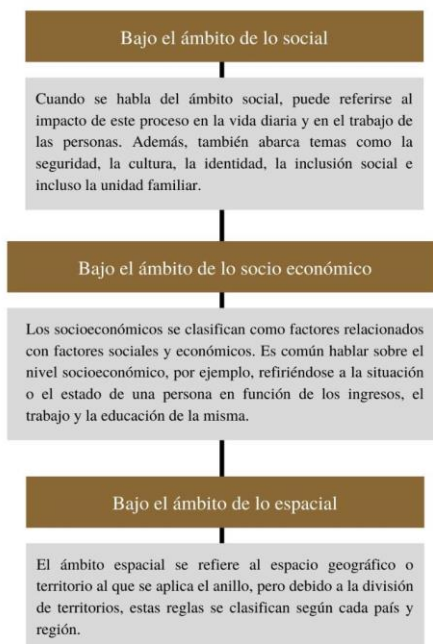 Bajo el ámbito de lo social
Cuando se habla del ámbito social, puede referirse al
impacto de este proceso en la vida diaria y en el trabajo
de las personas. Además, también abarca temas como la
seguridad, la cultura, la identidad, la inclusión social e
incluso la unidad familiar.
Bajo el ámbito de lo socio económico
Los socioeconómicos se clasifican como factores relacionados
con factores sociales y económicos. Es común hablar sobre el
nivel socioeconómico, por ejemplo, refiriéndose a la situación
o el estado de una persona en función de los ingresos, el
trabajo y la educación de la misma.
Bajo el ámbito de lo espacial
El ámbito espacial se refiere al espacio geográfico o
territorio al que se aplica el anillo, pero debido a la división
de territorios, estas reglas se clasifican según cada país y
región.